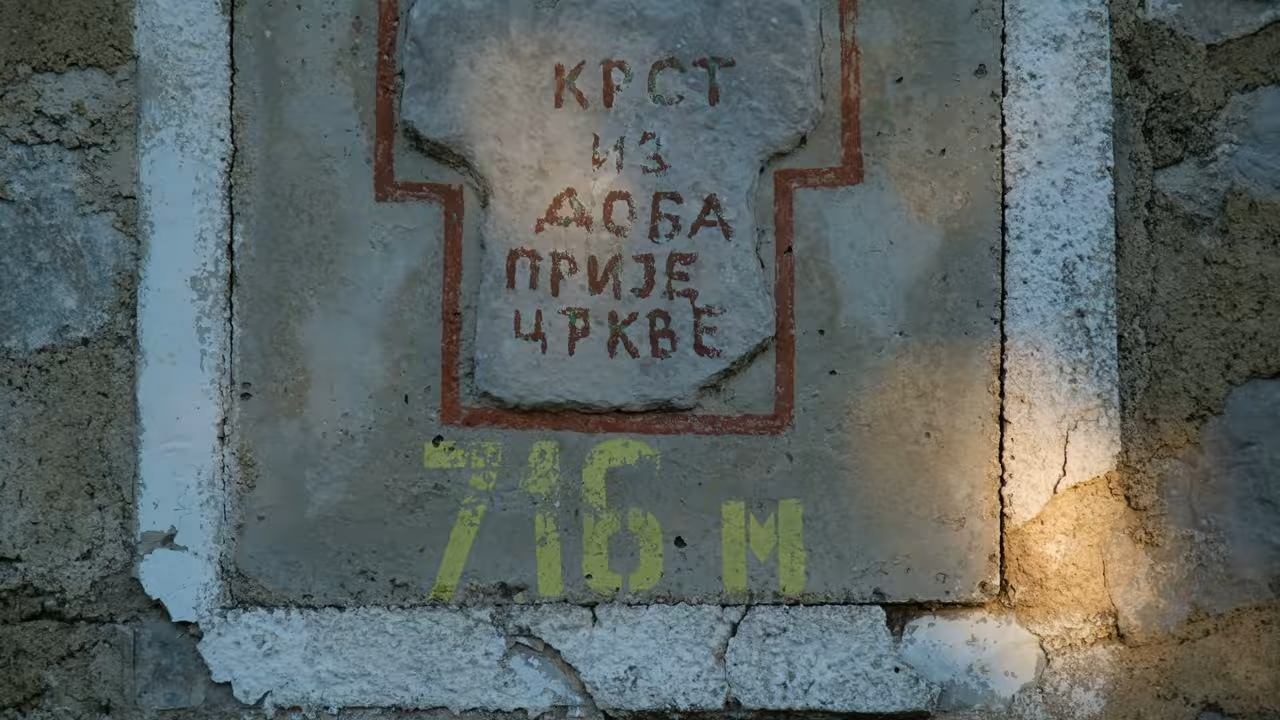 КРСТ
ИЗ
ДОБА
ПРИЈЕ
ЦРКВЕ
716 м